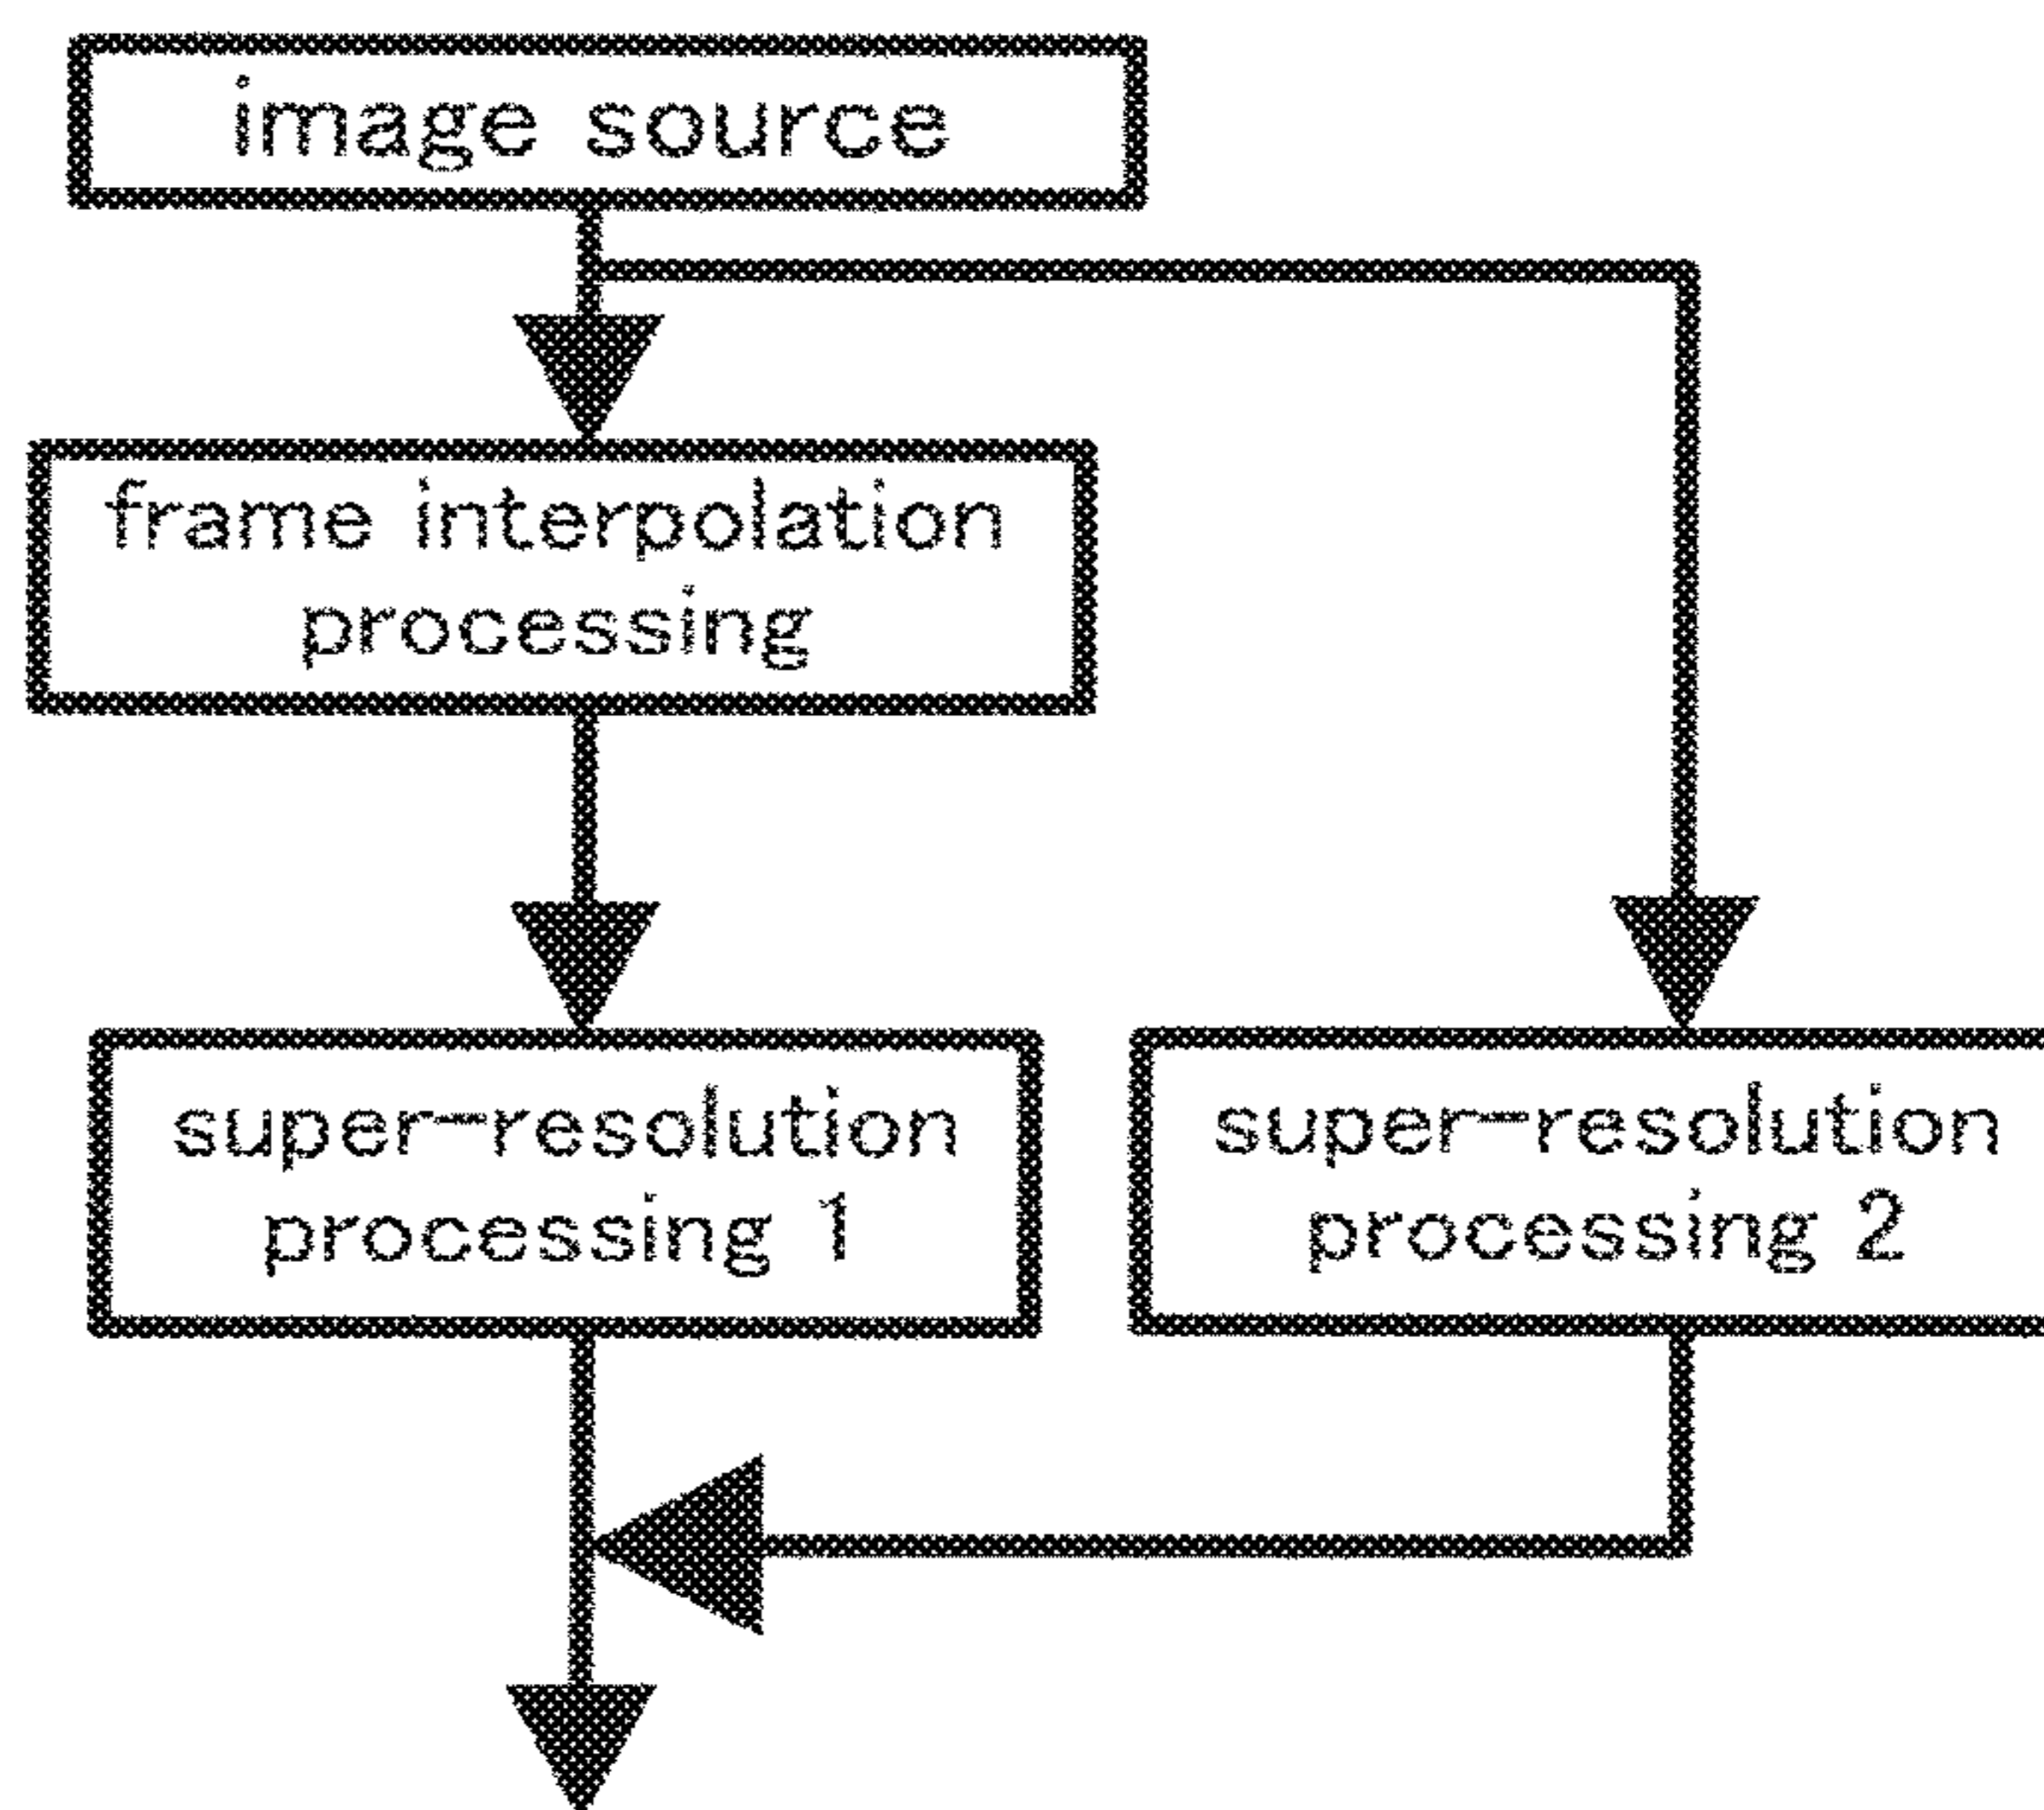 image source
frame interpolation
processing
super-resolution
processing 1
super-resolution
processing 2